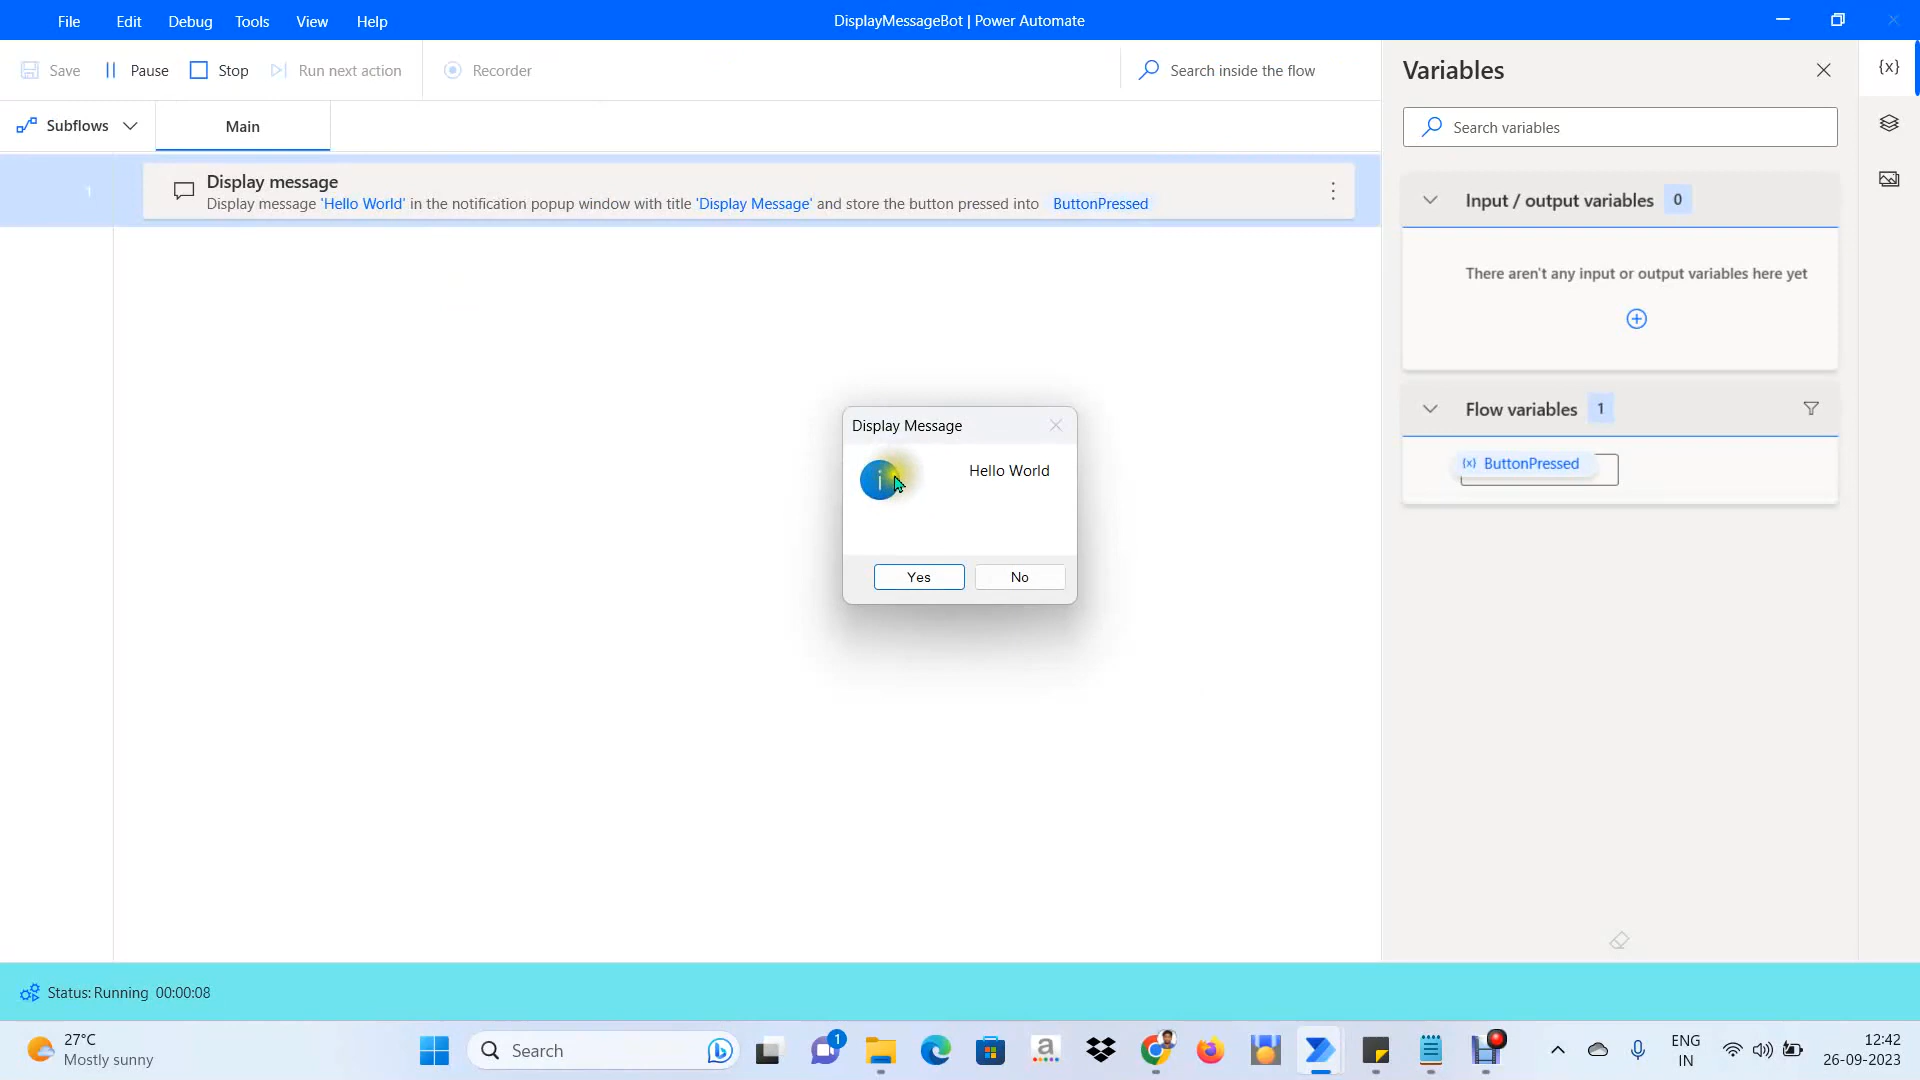 File Edit Debug Tools View Help
DisplayMessageBot | Power Automate
Save Pause Stop Run next action Recorder
Search inside the flow
Subflows Main
1
Display message
Display message 'Hello World' in the notification popup window with title 'Display Message' and store the button pressed into ButtonPressed
Display Message
i
Hello World
Yes No
Variables
{x}
Search variables
Input / output variables 0
There aren't any input or output variables here yet
Flow variables 1
{x} ButtonPressed
Status: Running 00:00:08
27°C
Mostly sunny
Search
1
a
ENG
IN
12:42
26-09-2023